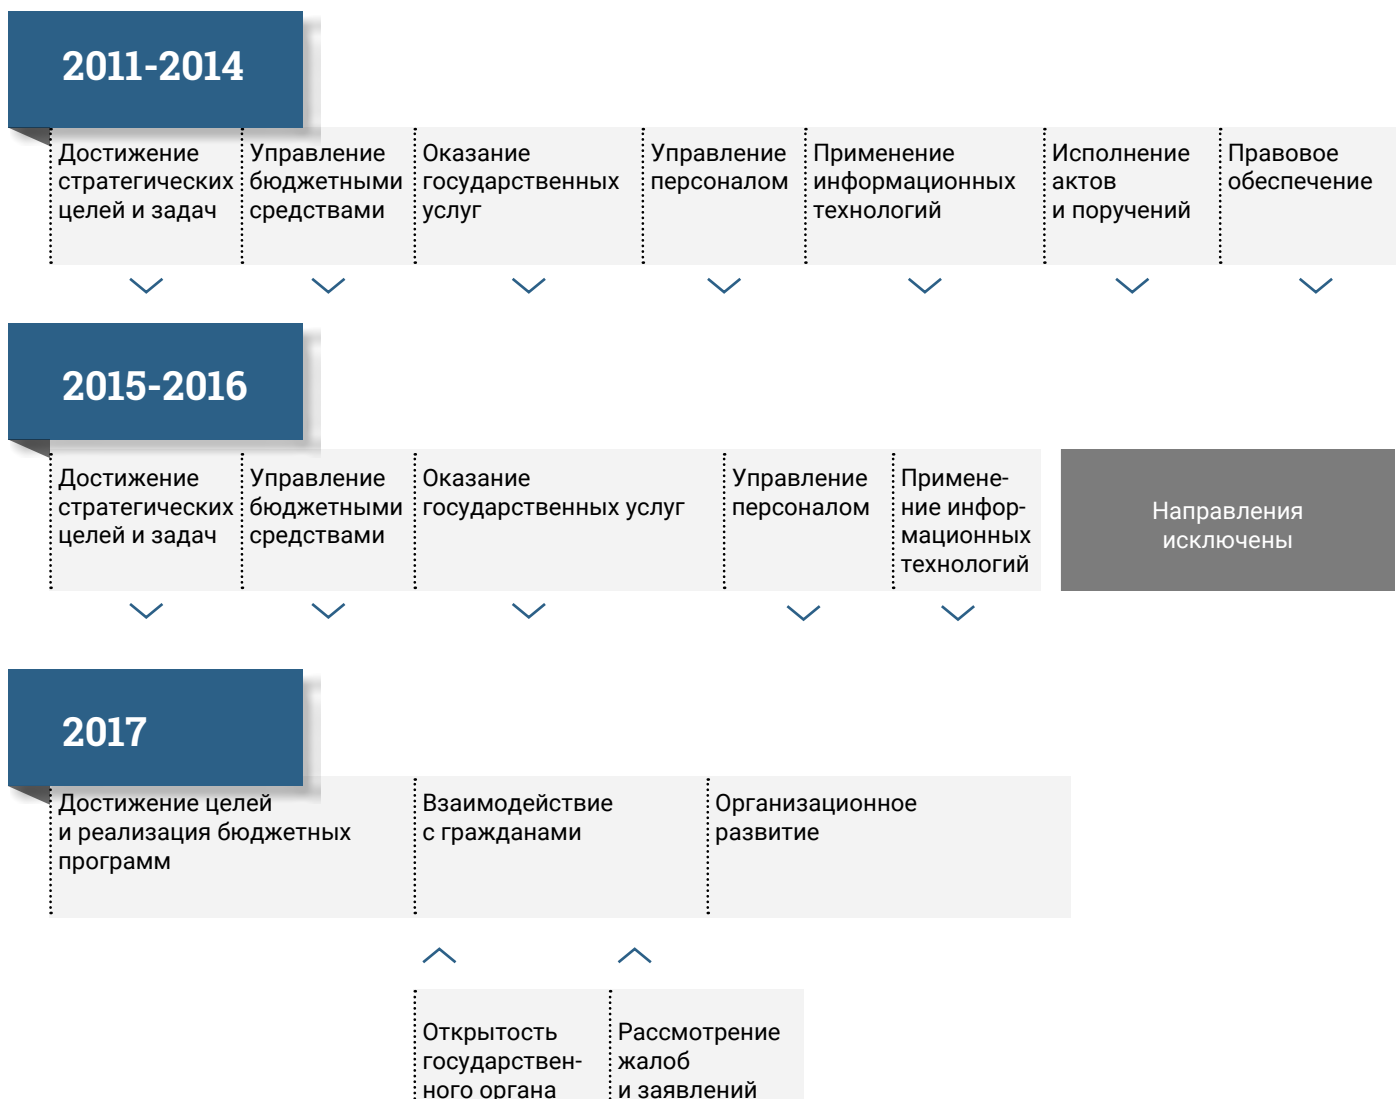 2011-2014
Достижение
стратегических
целей и задач
Управление
бюджетными
средствами
Оказание
государственных
услуг
Управление
персоналом
Применение
информационных
технологий
Исполнение
актов
и поручений
Правовое
обеспечение
2015-2016
Достижение
стратегических
целей и задач
Управление
бюджетными
средствами
Оказание
государственных услуг
Управление
персоналом
Примене-
ние инфор-
мационных
технологий
Направления
исключены
2017
Достижение целей
и реализация бюджетных
программ
Взаимодействие
с гражданами
Организационное
развитие
Открытость
государствен-
ного органа
Рассмотрение
жалоб
и заявлений